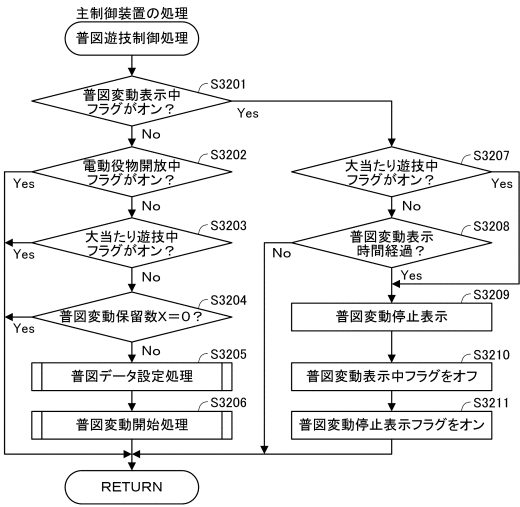 主制御装置の処理
普図遊技制御処理
S3201
普図変動表示中
フラグがオン？
Yes
No
S3202
電動役物開放中
フラグがオン？
Yes
No
S3203
大当たり遊技中
フラグがオン？
Yes
No
S3204
普図変動保留数X＝0？
Yes
No
S3205
普図データ設定処理
S3206
普図変動開始処理
S3207
大当たり遊技中
フラグがオン？
Yes
No
S3208
普図変動表示
時間経過？
No
Yes
S3209
普図変動停止表示
S3210
普図変動表示中フラグをオフ
S3211
普図変動停止表示フラグをオン
RETURN